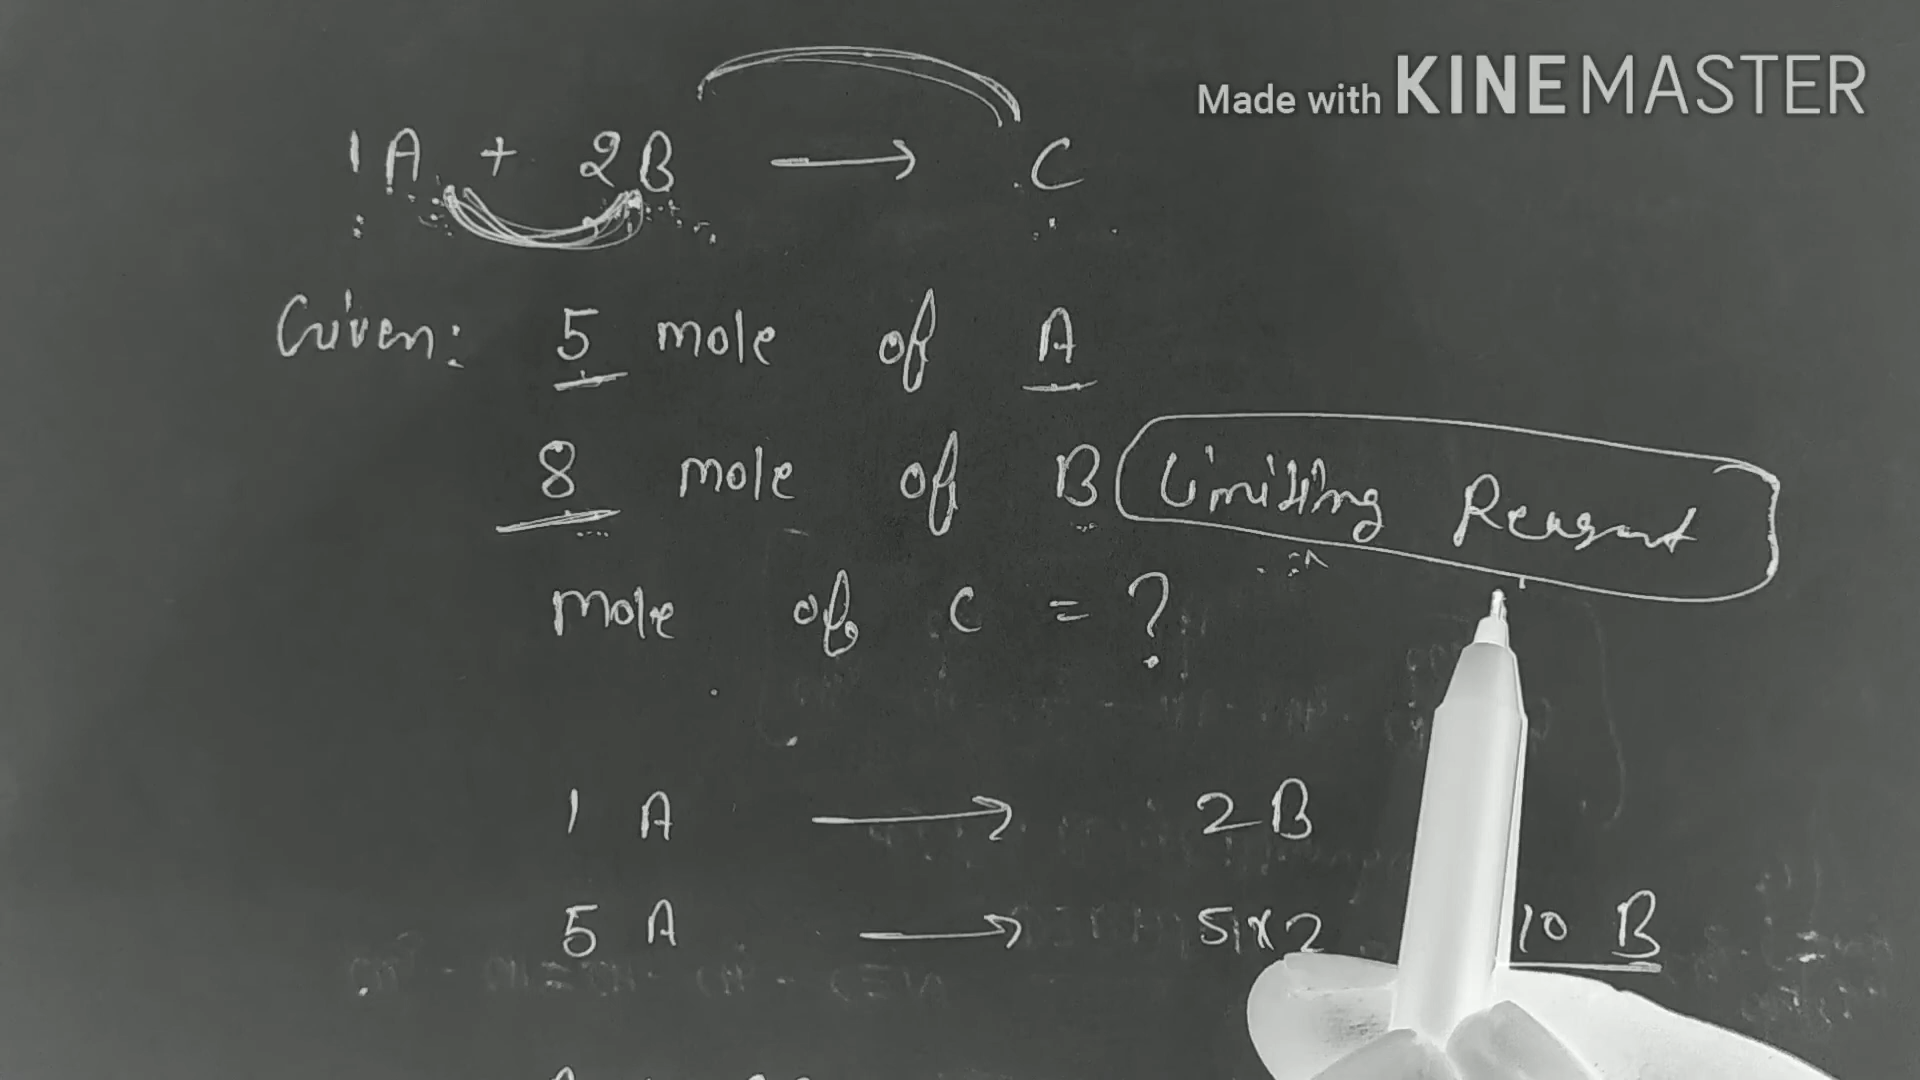 Made with KINEMASTER
1A + 2B → C
Given: 5 mole of A
8 mole of B Limiting Reagent
mole of C = ?
1 A → 2B
5 A → 5x2 10 B